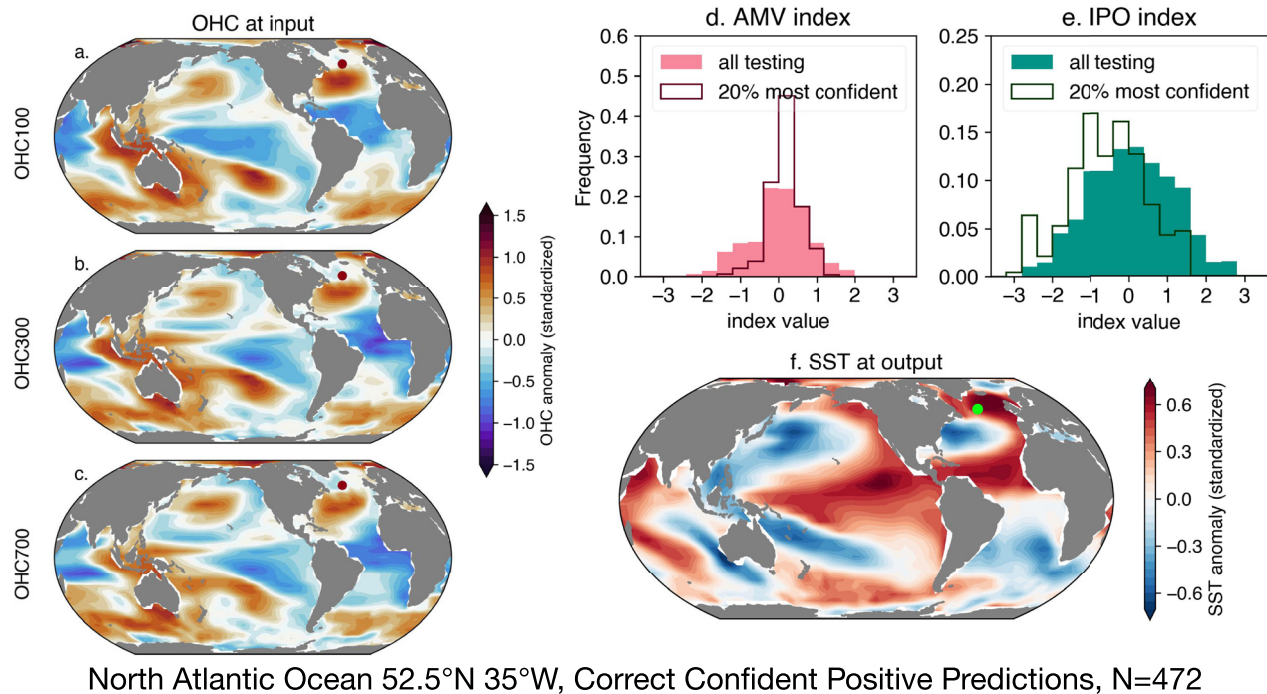 OHC at input
a.
OHC100
b.
OHC300
c.
OHC700
1.5
1.0
0.5
0.0
−0.5
−1.0
−1.5
OHC anomaly (standardized)
d. AMV index
all testing
20% most confident
0.6
0.5
0.4
0.3
0.2
0.1
0.0
Frequency
−3 −2 −1 0 1 2 3
index value
e. IPO index
all testing
20% most confident
0.25
0.20
0.15
0.10
0.05
0.00
−3 −2 −1 0 1 2 3
index value
f. SST at output
0.6
0.3
0.0
−0.3
−0.6
SST anomaly (standardized)
North Atlantic Ocean 52.5°N 35°W, Correct Confident Positive Predictions, N=472